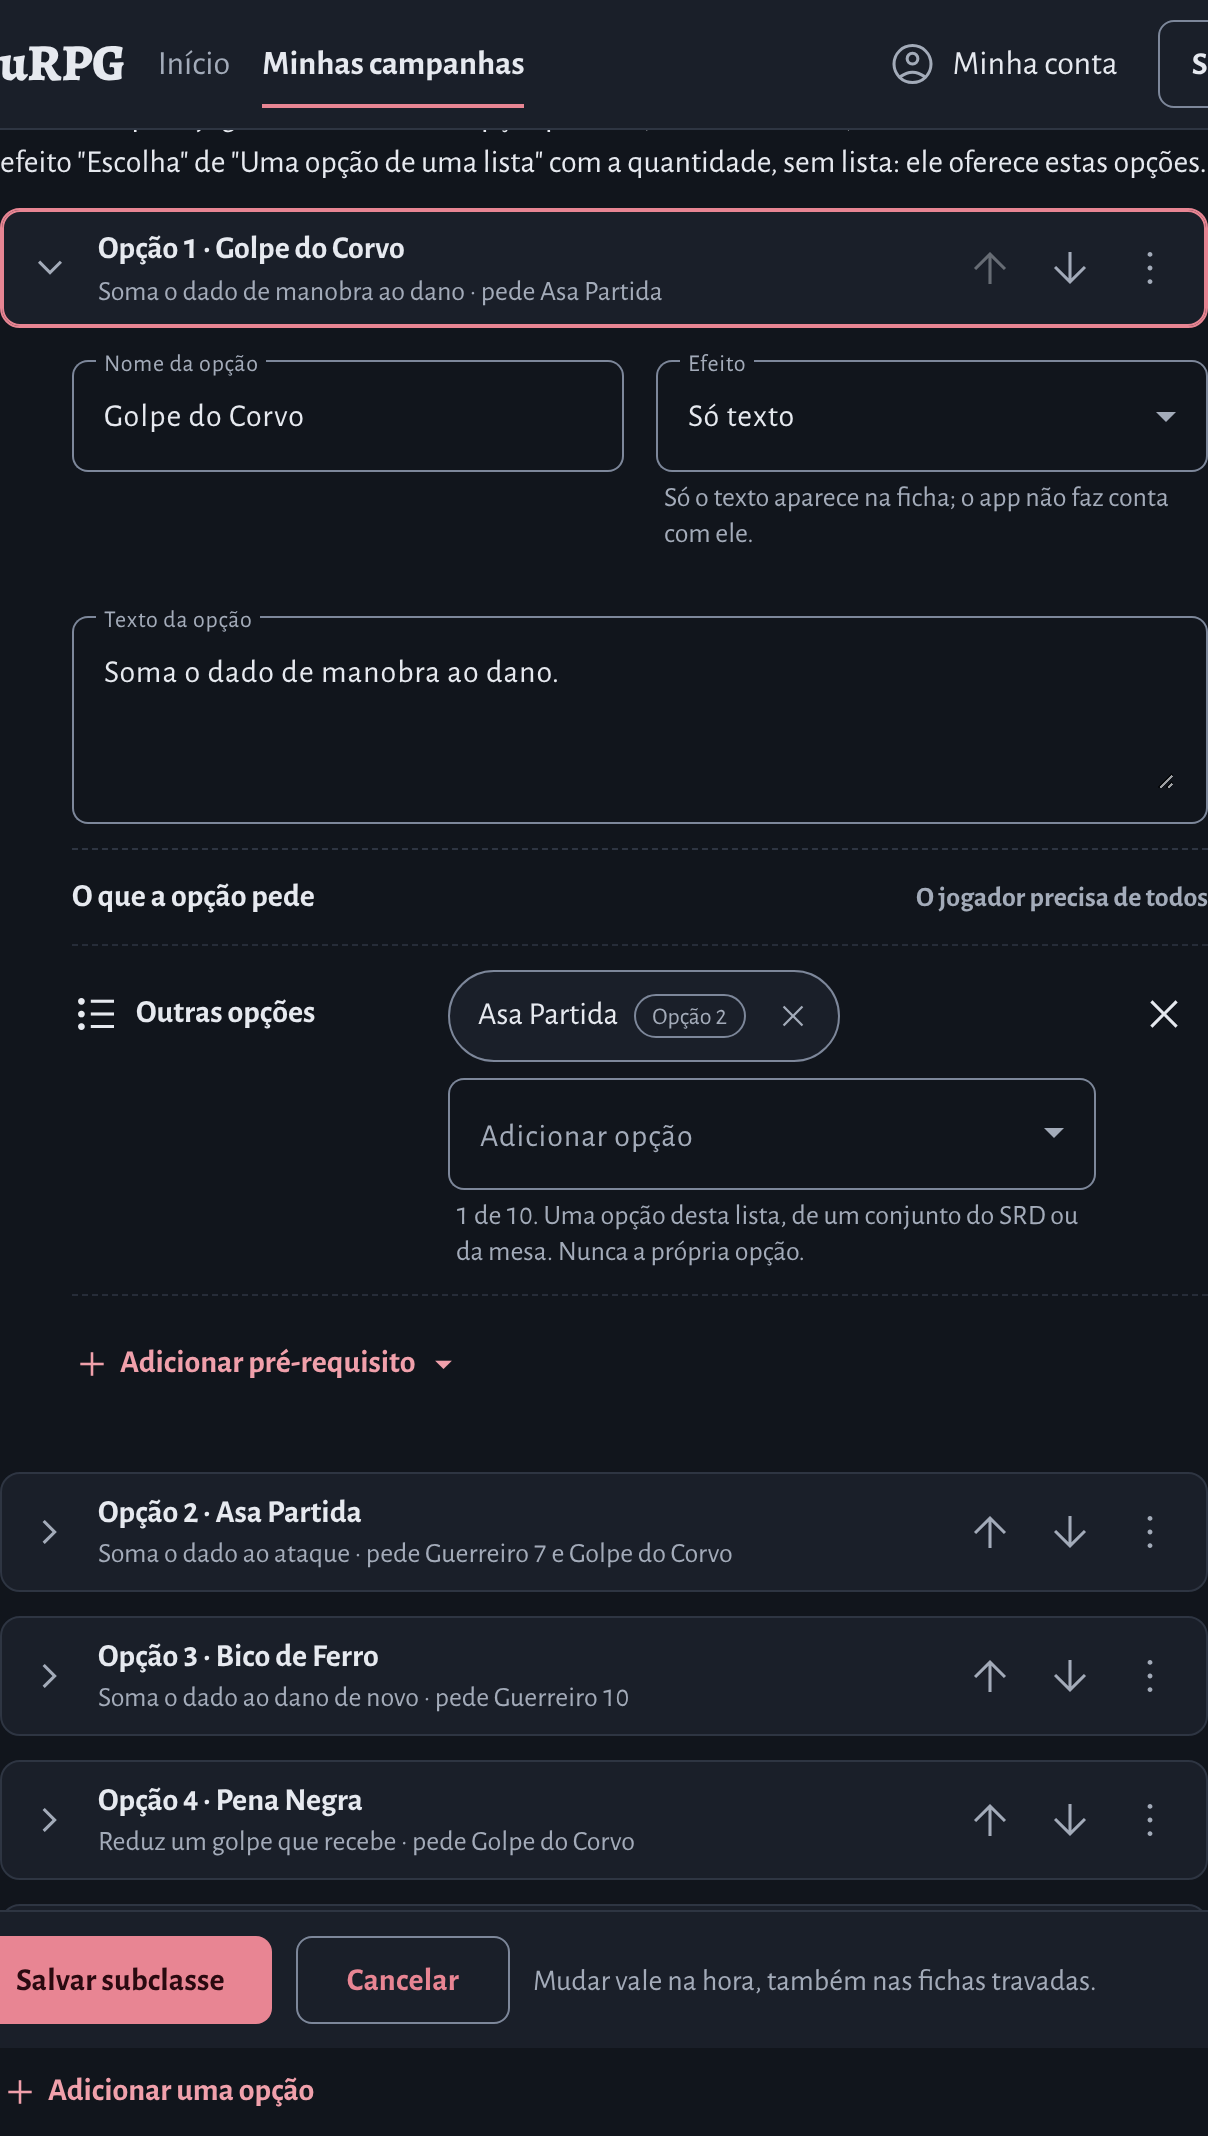 uRPG
Início
Minhas campanhas
Minha conta
efeito "Escolha" de "Uma opção de uma lista" com a quantidade, sem lista: ele oferece estas opções.
Opção 1 · Golpe do Corvo
Soma o dado de manobra ao dano · pede Asa Partida
Nome da opção
Golpe do Corvo
Efeito
Só texto
Só o texto aparece na ficha; o app não faz conta
com ele.
Texto da opção
Soma o dado de manobra ao dano.
O que a opção pede
O jogador precisa de todos
Outras opções
Asa Partida
Opção 2
Adicionar opção
1 de 10. Uma opção desta lista, de um conjunto do SRD ou
da mesa. Nunca a própria opção.
Adicionar pré-requisito
Opção 2 · Asa Partida
Soma o dado ao ataque · pede Guerreiro 7 e Golpe do Corvo
Opção 3 · Bico de Ferro
Soma o dado ao dano de novo · pede Guerreiro 10
Opção 4 · Pena Negra
Reduz um golpe que recebe · pede Golpe do Corvo
Salvar subclasse
Cancelar
Mudar vale na hora, também nas fichas travadas.
Adicionar uma opção